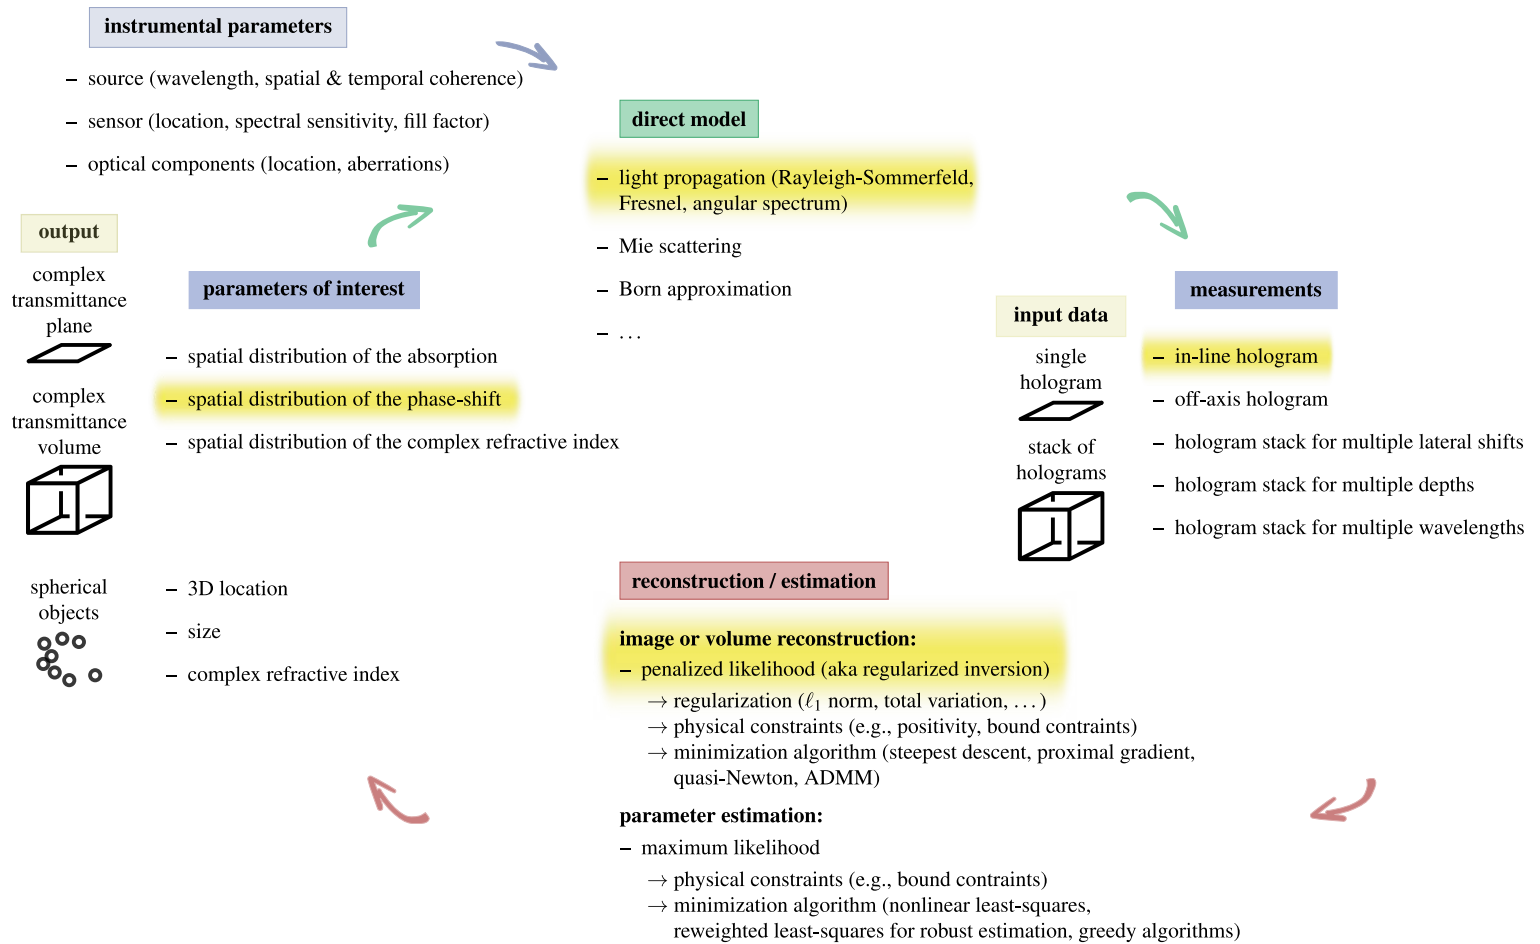 instrumental parameters
– source (wavelength, spatial & temporal coherence)
– sensor (location, spectral sensitivity, fill factor)
– optical components (location, aberrations)
direct model
– light propagation (Rayleigh-Sommerfeld,
Fresnel, angular spectrum)
– Mie scattering
– Born approximation
– ...
output
complex
transmittance
plane
complex
transmittance
volume
spherical
objects
parameters of interest
– spatial distribution of the absorption
– spatial distribution of the phase-shift
– spatial distribution of the complex refractive index
– 3D location
– size
– complex refractive index
input data
single
hologram
stack of
holograms
measurements
– in-line hologram
– off-axis hologram
– hologram stack for multiple lateral shifts
– hologram stack for multiple depths
– hologram stack for multiple wavelengths
reconstruction / estimation
image or volume reconstruction:
– penalized likelihood (aka regularized inversion)
→ regularization (ℓ₁ norm, total variation, ...)
→ physical constraints (e.g., positivity, bound contraints)
→ minimization algorithm (steepest descent, proximal gradient,
quasi-Newton, ADMM)
parameter estimation:
– maximum likelihood
→ physical constraints (e.g., bound contraints)
→ minimization algorithm (nonlinear least-squares,
reweighted least-squares for robust estimation, greedy algorithms)